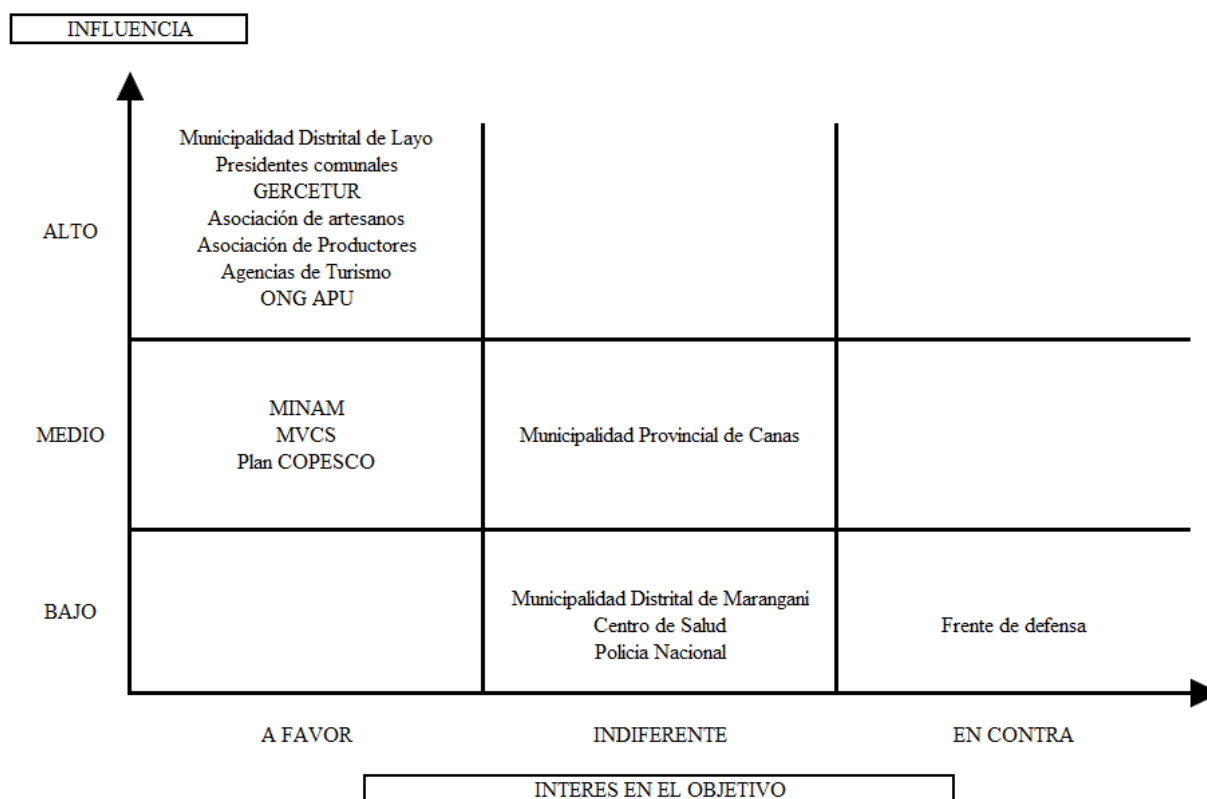 INFLUENCIA
ALTO
Municipalidad Distrital de Layo
Presidentes comunales
GERCETUR
Asociación de artesanos
Asociación de Productores
Agencias de Turismo
ONG APU
MEDIO
MINAM
MVCS
Plan COPESCO
Municipalidad Provincial de Canas
BAJO
Municipalidad Distrital de Marangani
Centro de Salud
Policia Nacional
Frente de defensa
A FAVOR
INDIFERENTE
EN CONTRA
INTERES EN EL OBJETIVO